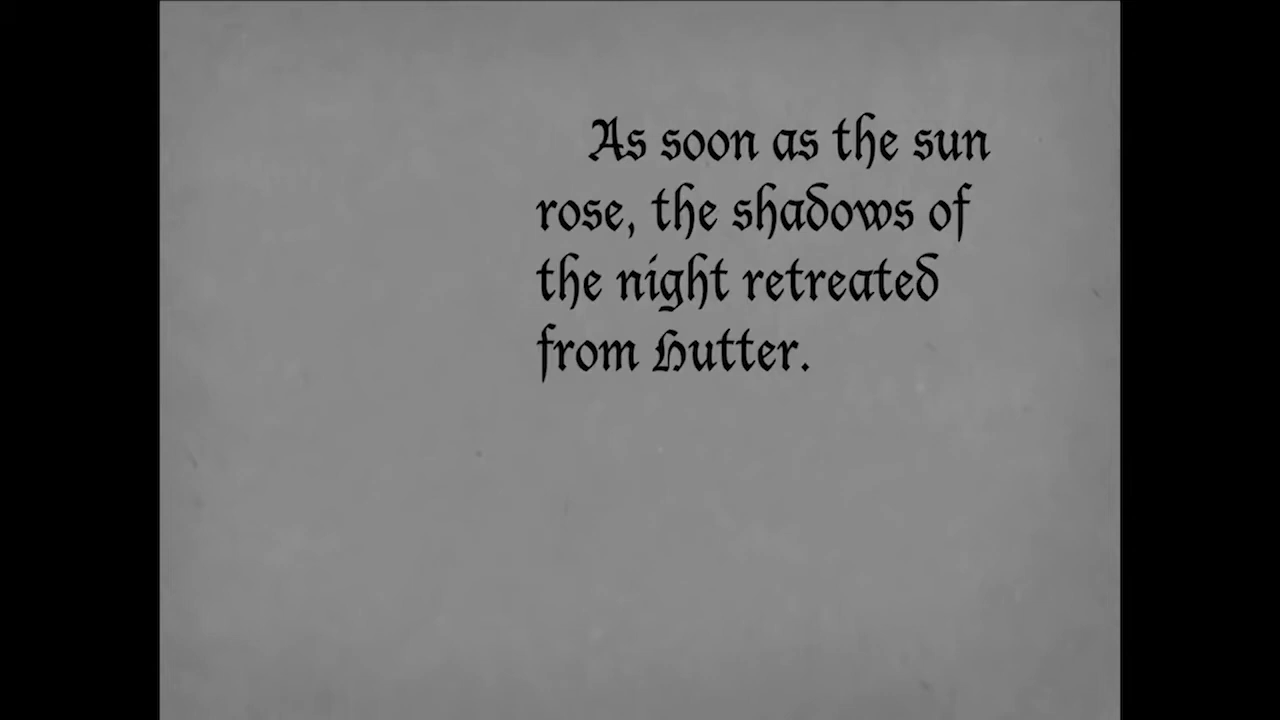 As soon as the sun
rose, the shadows of
the night retreated
from Hutter.